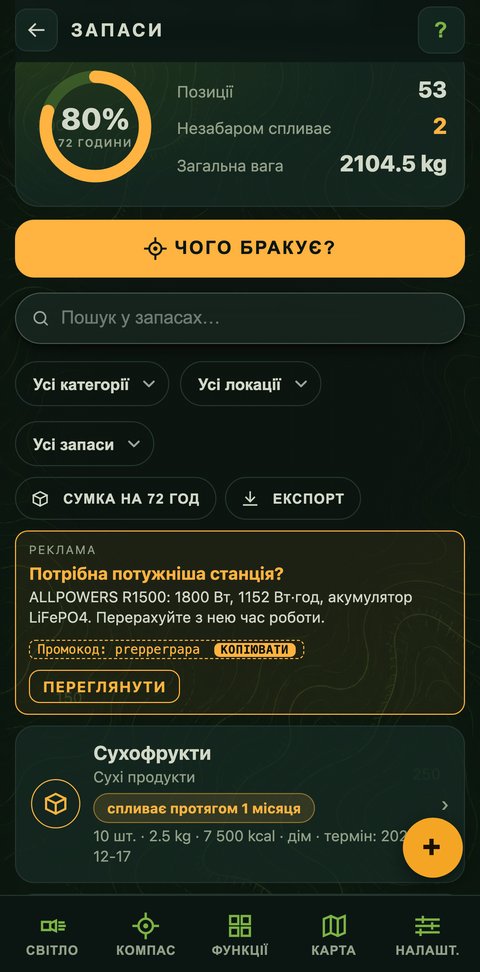 ЗАПАСИ
?
80%
72 ГОДИНИ
Позиції 53
Незабаром спливає 2
Загальна вага 2104.5 kg
ЧОГО БРАКУЄ?
Пошук у запасах...
Усі категорії
Усі локації
Усі запаси
СУМКА НА 72 ГОД
ЕКСПОРТ
РЕКЛАМА
Потрібна потужніша станція?
ALLPOWERS R1500: 1800 Вт, 1152 Вт·год, акумулятор
LiFePO4. Перерахуйте з нею час роботи.
Промокод: prepperpapa КОПІЮВАТИ
ПЕРЕГЛЯНУТИ
150
Сухофрукти
Сухі продукти
250
спливає протягом 1 місяця
10 шт. · 2.5 kg · 7 500 kcal · дім · термін: 202
12-17
+
СВІТЛО
КОМПАС
ФУНКЦІЇ
КАРТА
НАЛАШТ.